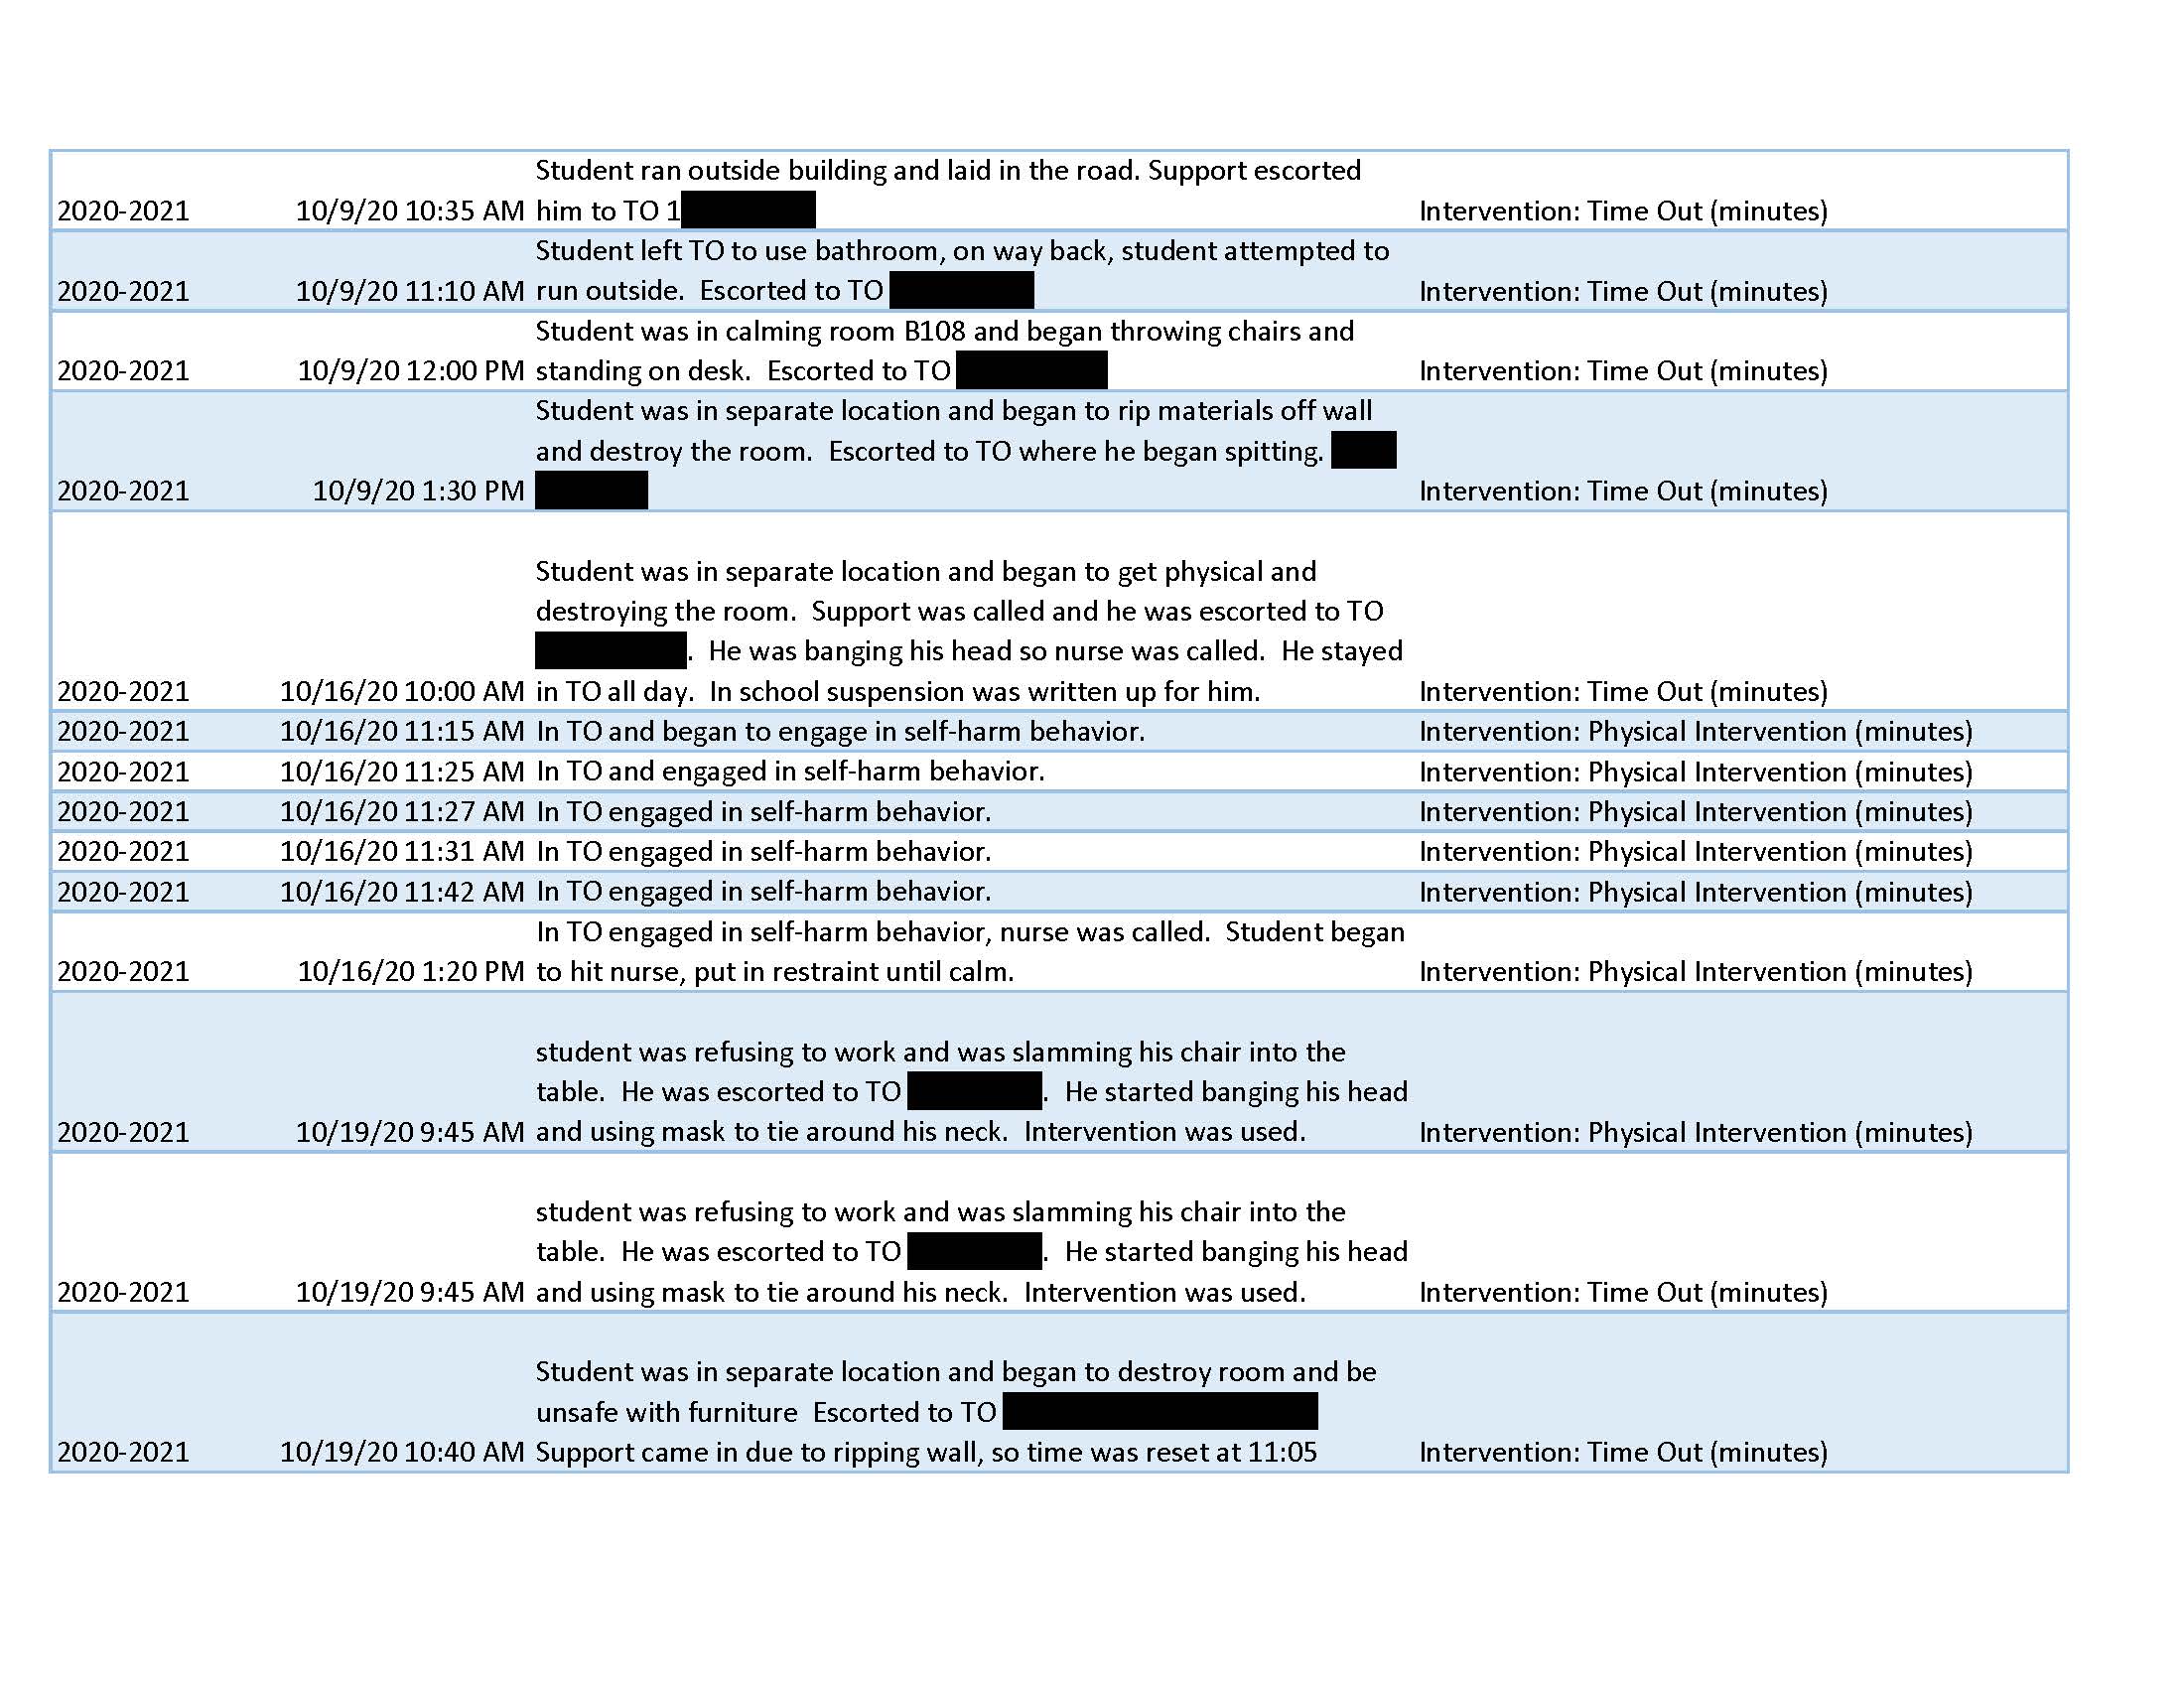 Student ran outside building and laid in the road. Support escorted
2020-2021 10/9/20 10:35 AM him to TO 1 Intervention: Time Out (minutes)
Student left TO to use bathroom, on way back, student attempted to
2020-2021 10/9/20 11:10 AM run outside.  Escorted to TO Intervention: Time Out (minutes)
Student was in calming room B108 and began throwing chairs and
2020-2021 10/9/20 12:00 PM standing on desk.  Escorted to TO Intervention: Time Out (minutes)
Student was in separate location and began to rip materials off wall
and destroy the room.  Escorted to TO where he began spitting.
2020-2021 10/9/20 1:30 PM Intervention: Time Out (minutes)
Student was in separate location and began to get physical and
destroying the room.  Support was called and he was escorted to TO
.  He was banging his head so nurse was called.  He stayed
2020-2021 10/16/20 10:00 AM in TO all day.  In school suspension was written up for him. Intervention: Time Out (minutes)
2020-2021 10/16/20 11:15 AM In TO and began to engage in self-harm behavior. Intervention: Physical Intervention (minutes)
2020-2021 10/16/20 11:25 AM In TO and engaged in self-harm behavior. Intervention: Physical Intervention (minutes)
2020-2021 10/16/20 11:27 AM In TO engaged in self-harm behavior. Intervention: Physical Intervention (minutes)
2020-2021 10/16/20 11:31 AM In TO engaged in self-harm behavior. Intervention: Physical Intervention (minutes)
2020-2021 10/16/20 11:42 AM In TO engaged in self-harm behavior. Intervention: Physical Intervention (minutes)
In TO engaged in self-harm behavior, nurse was called.  Student began
2020-2021 10/16/20 1:20 PM to hit nurse, put in restraint until calm. Intervention: Physical Intervention (minutes)
student was refusing to work and was slamming his chair into the
table.  He was escorted to TO .  He started banging his head
2020-2021 10/19/20 9:45 AM and using mask to tie around his neck.  Intervention was used. Intervention: Physical Intervention (minutes)
student was refusing to work and was slamming his chair into the
table.  He was escorted to TO .  He started banging his head
2020-2021 10/19/20 9:45 AM and using mask to tie around his neck.  Intervention was used. Intervention: Time Out (minutes)
Student was in separate location and began to destroy room and be
unsafe with furniture  Escorted to TO
2020-2021 10/19/20 10:40 AM Support came in due to ripping wall, so time was reset at 11:05 Intervention: Time Out (minutes)